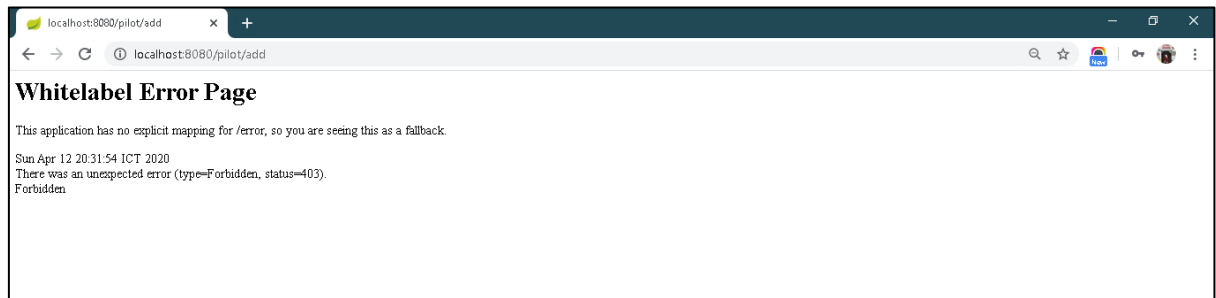 localhost:8080/pilot/add
localhost:8080/pilot/add
New
Whitelabel Error Page
This application has no explicit mapping for /error, so you are seeing this as a fallback.
Sun Apr 12 20:31:54 ICT 2020
There was an unexpected error (type=Forbidden, status=403).
Forbidden